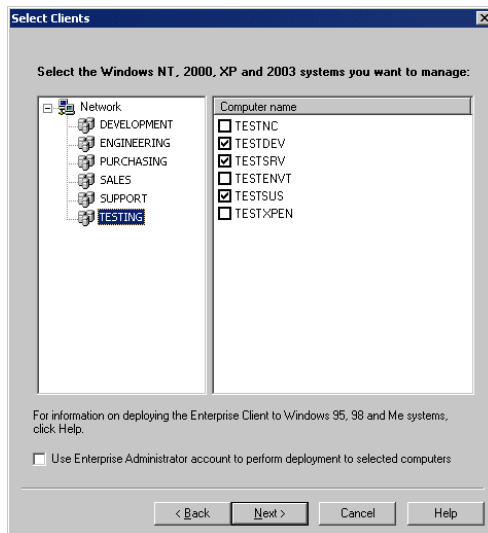 Select Clients
Select the Windows NT, 2000, XP and 2003 systems you want to manage:
Network
DEVELOPMENT
ENGINEERING
PURCHASING
SALES
SUPPORT
TESTING
Computer name
TESTNC
TESTDEV
TESTSRV
TESTENVT
TESTSUS
TESTXPEN
For information on deploying the Enterprise Client to Windows 95, 98 and Me systems,
click Help.
Use Enterprise Administrator account to perform deployment to selected computers
< Back
Next >
Cancel
Help